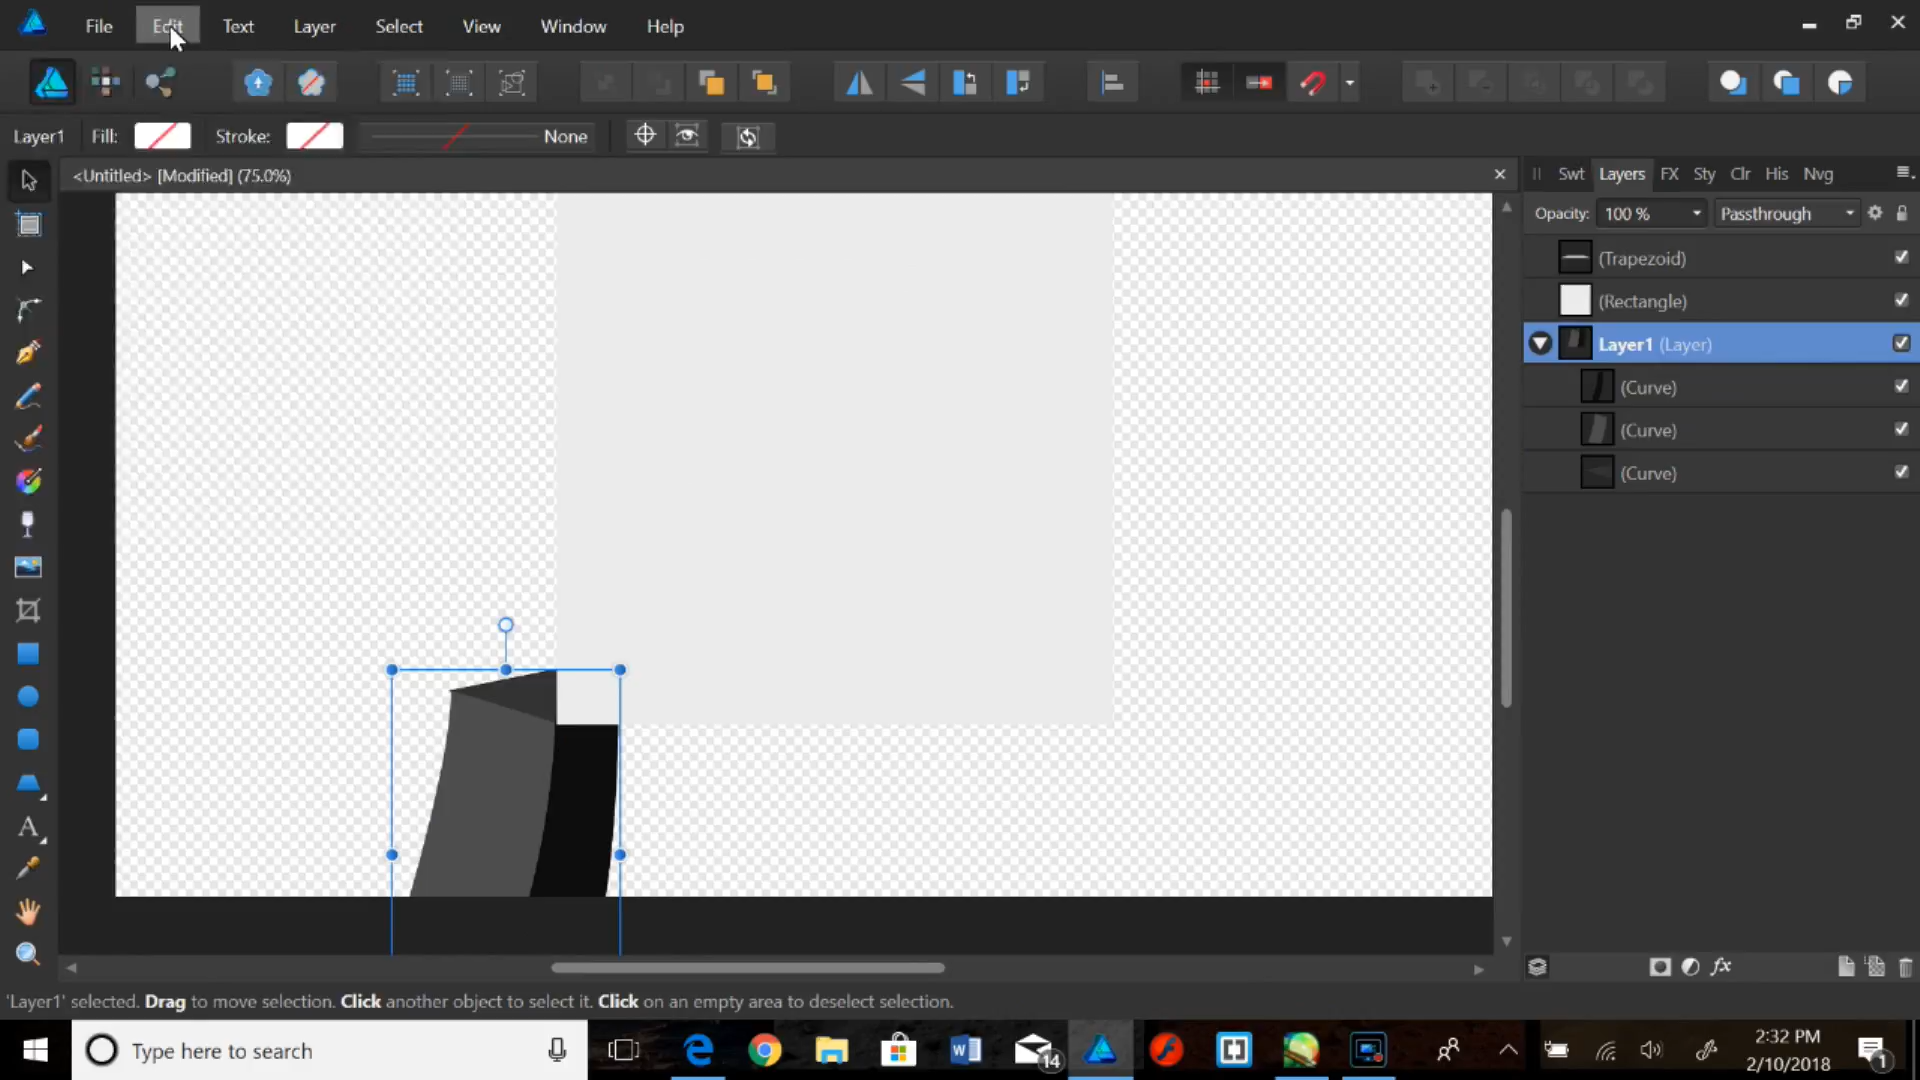 File Edit Text Layer Select View Window Help
Layer1 Fill: Stroke: None
<Untitled> [Modified] (75.0%)
Swt Layers FX Sty Clr His Nvg
Opacity: 100 % Passthrough
(Trapezoid)
(Rectangle)
Layer1 (Layer)
(Curve)
(Curve)
(Curve)
A
fx
'Layer1' selected. Drag to move selection. Click another object to select it. Click on an empty area to deselect selection.
Type here to search
14
2:32 PM
2/10/2018
1